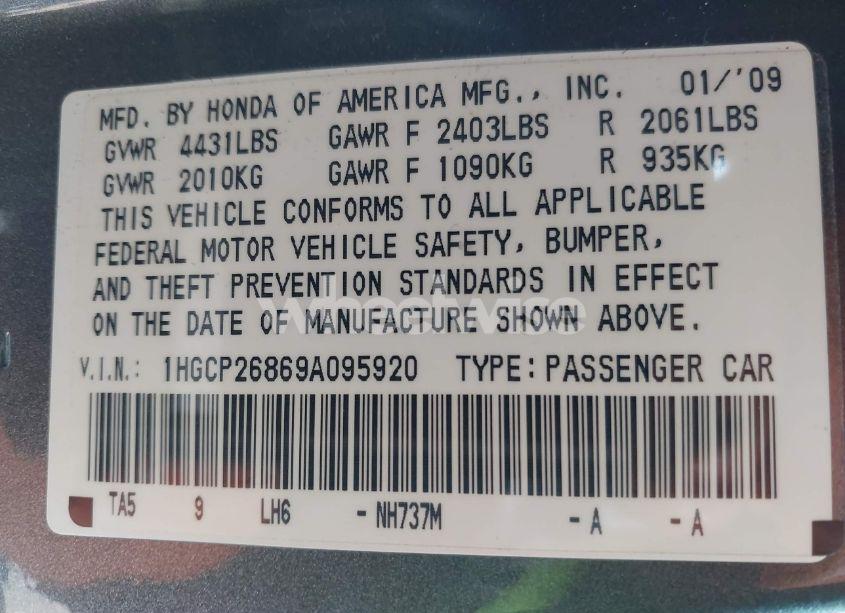 MFD. BY HONDA OF AMERICA MFG., INC. 01/'09
GVWR 4431LBS GAWR F 2403LBS R 2061LBS
GVWR 2010KG GAWR F 1090KG R 935KG
THIS VEHICLE CONFORMS TO ALL APPLICABLE
FEDERAL MOTOR VEHICLE SAFETY, BUMPER,
AND THEFT PREVENTION STANDARDS IN EFFECT
Wheelwise
ON THE DATE OF MANUFACTURE SHOWN ABOVE.
V.I.N.: 1HGCP26869A095920 TYPE: PASSENGER CAR
TA5 9 LH6 - NH737M - A - A